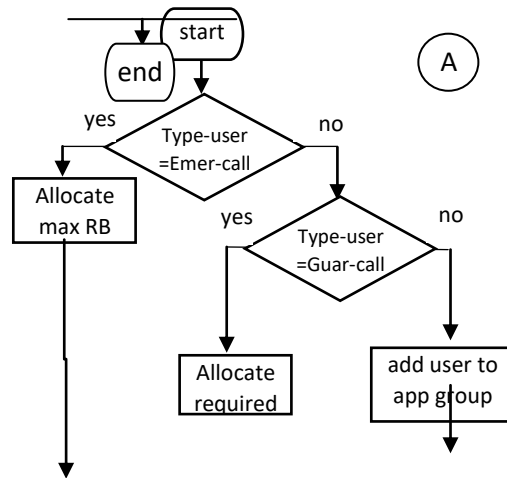 start
end
A
yes
no
Type-user
=Emer-call
Allocate
max RB
yes
no
Type-user
=Guar-call
Allocate
required
add user to
app group